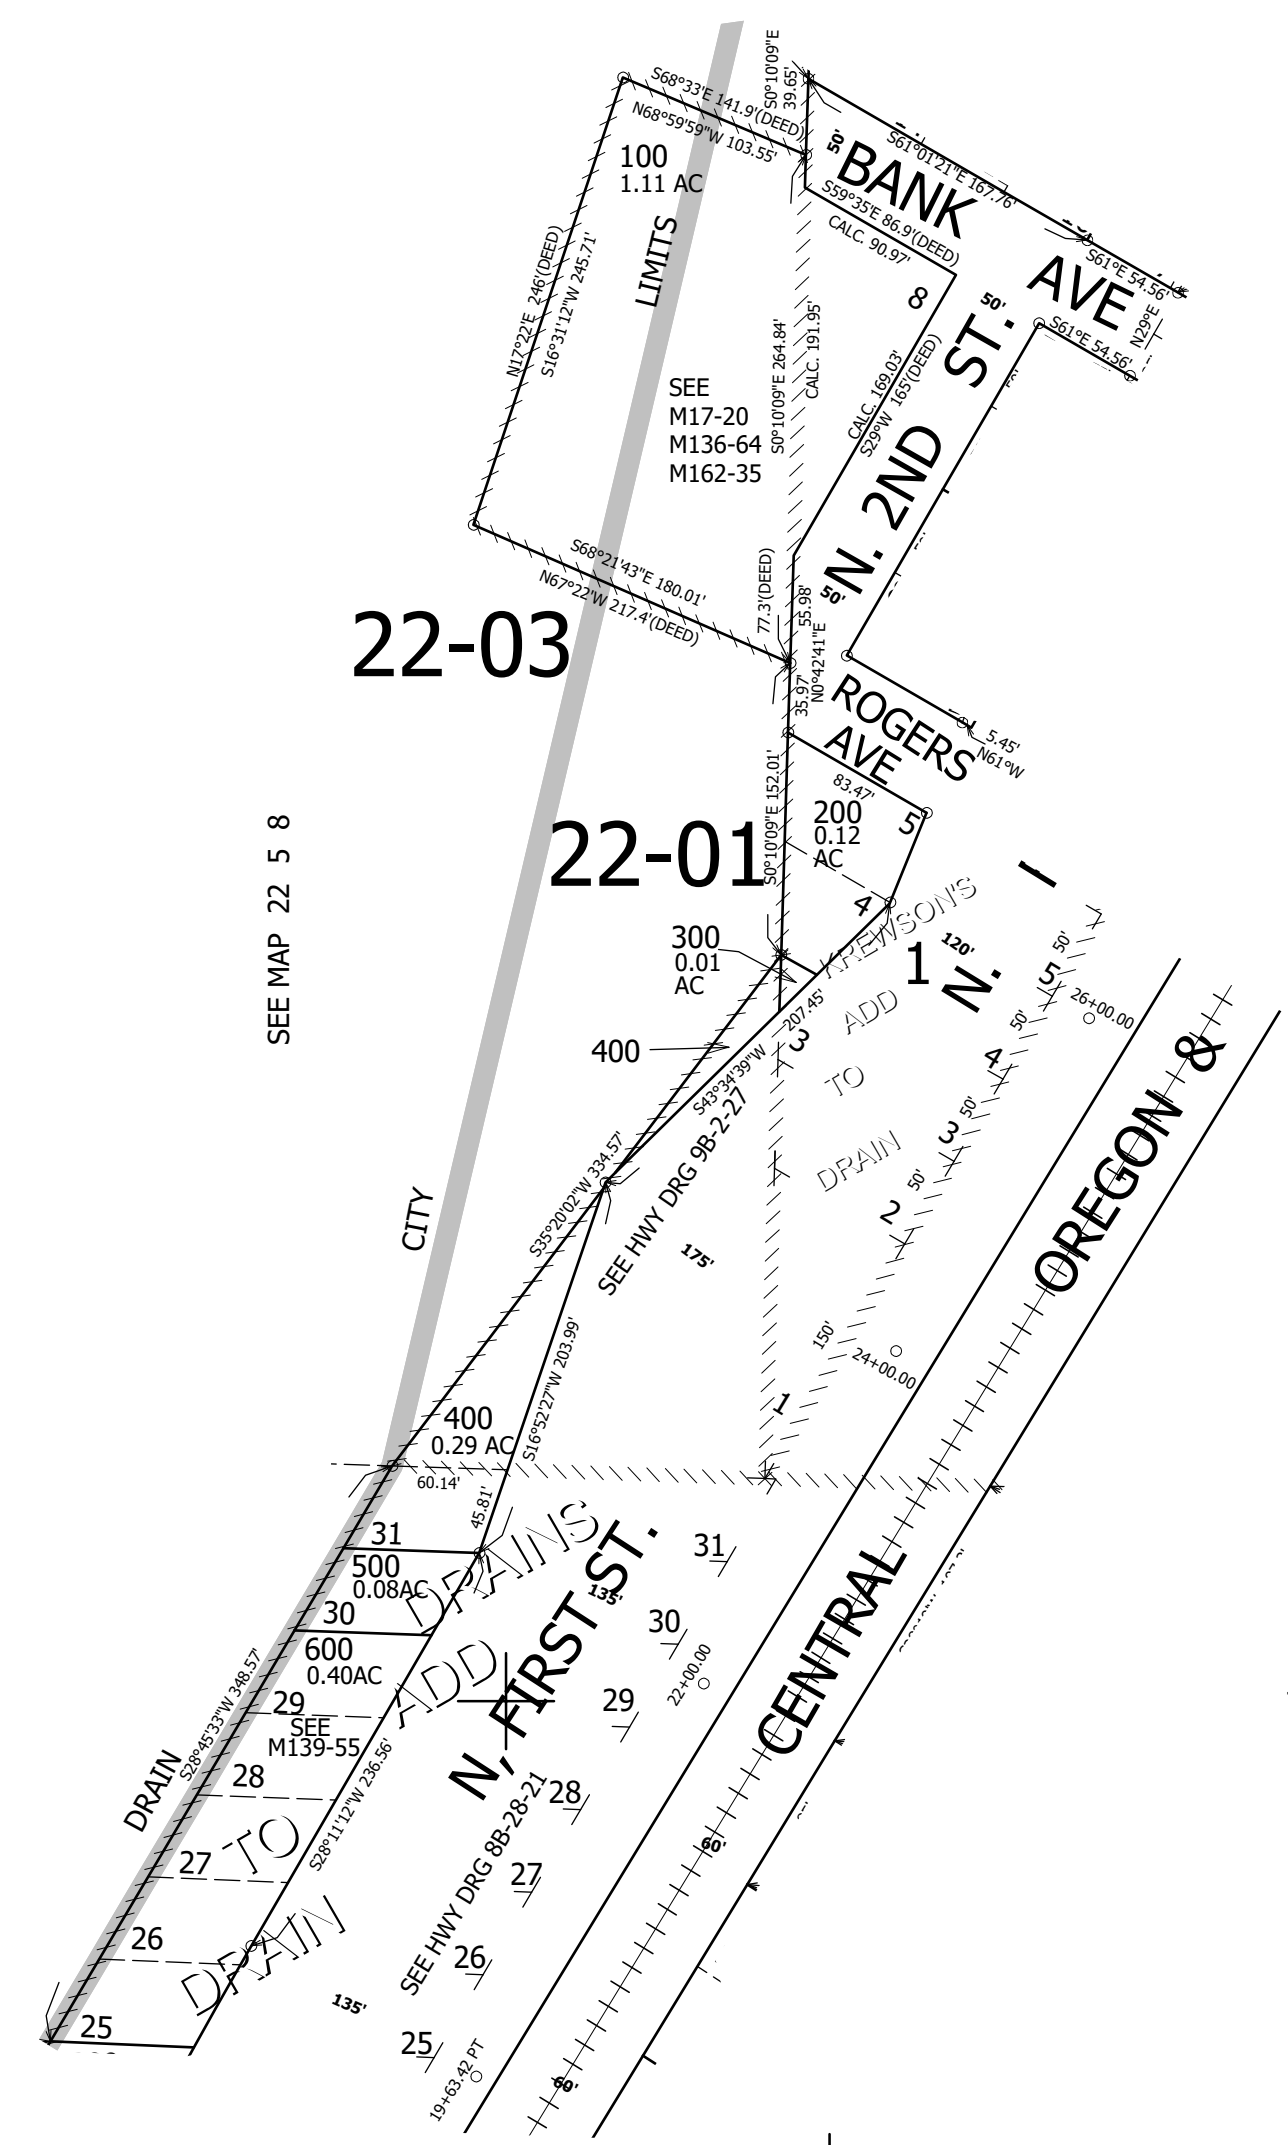 S0°10'09"E
39.65'
S68°33'E 141.9'(DEED)
N68°59'59"W 103.55'
50'
BANK
AVE
S61°01'21"E 167.76'
S61°E 54.56'
N29°E
S61°E 54.56'
S59°35'E 86.9'(DEED)
CALC. 90.97'
100
1.11 AC
LIMITS
N17°22'E 246'(DEED)
S16°31'12"W 245.71'
8
50'
N. 2ND ST.
S0°10'09"E 264.84'
CALC. 191.95'
CALC. 169.03'
S29°W 165'(DEED)
SEE
M17-20
M136-64
M162-35
S68°21'43"E 180.01'
N67°22'W 217.4'(DEED)
77.3'(DEED)
55.98'
50'
N0°42'41"E
35.97'
22-03
ROGERS
AVE
5.45'
N61°W
83.47'
S0°10'09"E 152.01'
200
0.12
AC
5
22-01
SEE MAP 22 5 8
4
KREWSON'S
ADD
TO
DRAIN
1
120'
N.
300
0.01
AC
400
207.45'
S43°34'39"W
3
SEE HWY DRG 9B-2-27
50'
5
26+00.00
50'
4
50'
3
50'
2
150'
24+00.00
1
OREGON &
CENTRAL
CITY
S35°20'02"W 334.57'
175'
S16°52'27"W 203.99'
400
0.29 AC
60.14'
45.81'
31
500
0.08AC
30
600
0.40AC
29
SEE
M139-55
28
27
26
25
DRAINS
ADD
TO
DRAIN
N, FIRST ST.
135'
31
30
22+00.00
29
28
27
26
25
S28°45'33"W 348.57'
DRAIN
S28°11'12"W 236.56'
SEE HWY DRG 8B-28-21
135'
19+63.42 PT
60'
60'